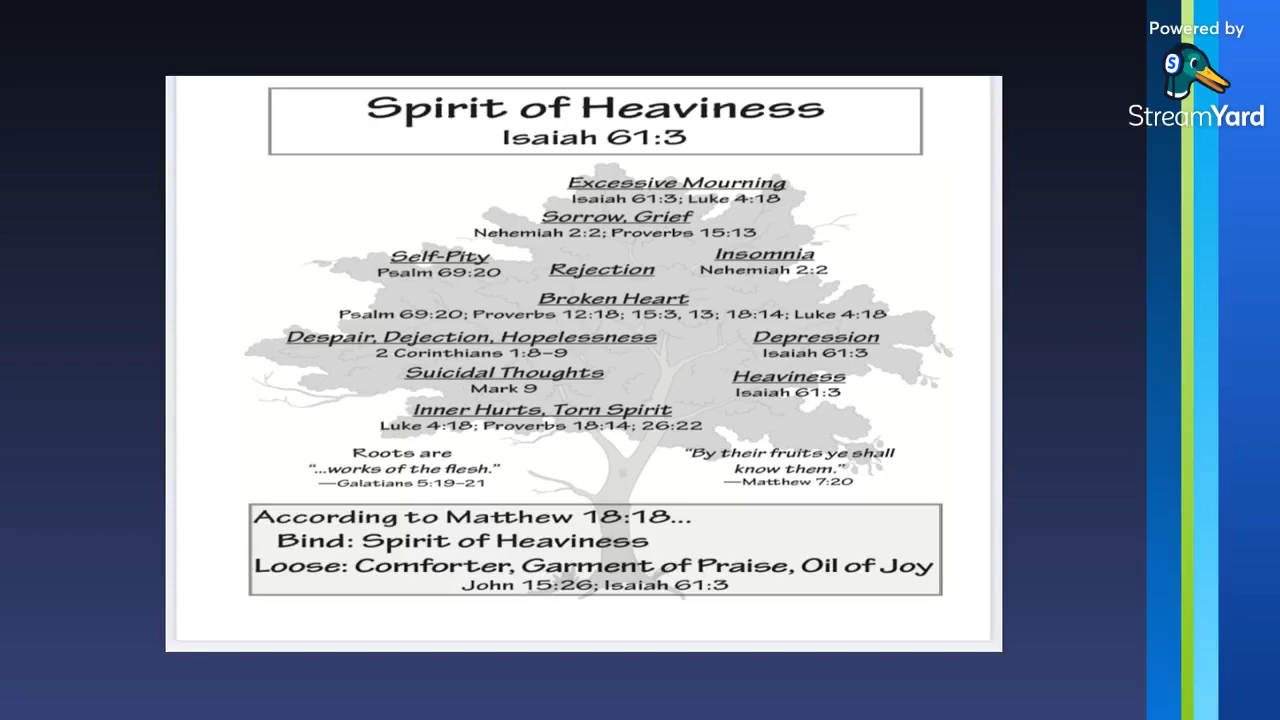 Powered by
StreamYard
Spirit of Heaviness
Isaiah 61:3
Excessive Mourning
Isaiah 61:3; Luke 4:18
Sorrow, Grief
Nehemiah 2:2; Proverbs 15:13
Self-Pity
Psalm 69:20
Rejection
Insomnia
Nehemiah 2:2
Broken Heart
Psalm 69:20; Proverbs 12:18; 15:3, 13; 18:14; Luke 4:18
Despair, Dejection, Hopelessness
2 Corinthians 1:8–9
Depression
Isaiah 61:3
Suicidal Thoughts
Mark 9
Heaviness
Isaiah 61:3
Inner Hurts, Torn Spirit
Luke 4:18; Proverbs 18:14; 26:22
Roots are
“...works of the flesh.”
—Galatians 5:19–21
“By their fruits ye shall
know them.”
—Matthew 7:20
According to Matthew 18:18...
Bind: Spirit of Heaviness
Loose: Comforter, Garment of Praise, Oil of Joy
John 15:26; Isaiah 61:3